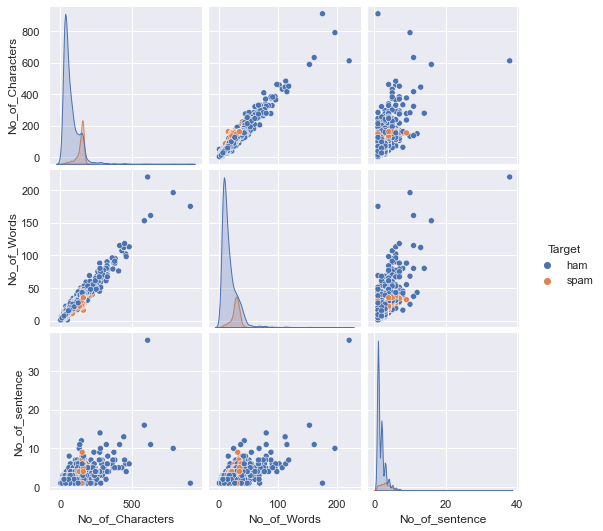 No_of_Characters
800
600
400
200
0
No_of_Words
200
150
100
50
0
Target
ham
spam
No_of_sentence
30
20
10
0
0 500
0 100 200
0 20 40
No_of_Characters No_of_Words No_of_sentence